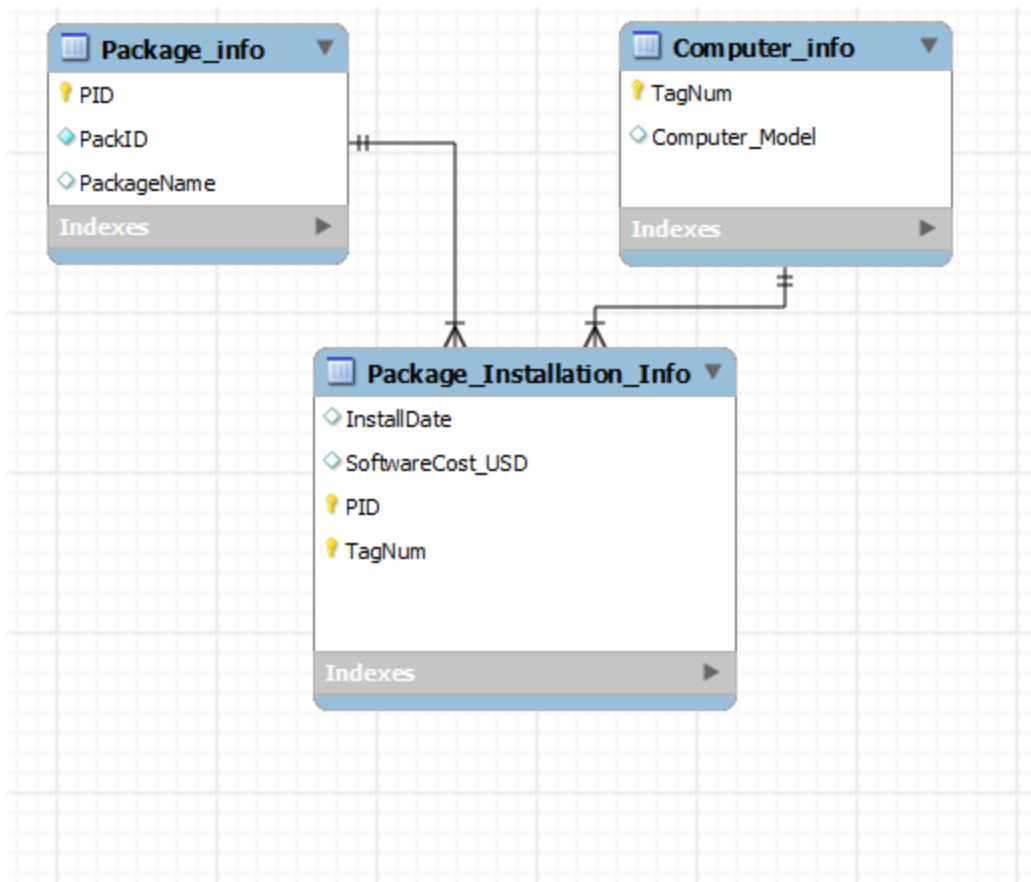 Package_info
PID
PackID
PackageName
Indexes
Computer_info
TagNum
Computer_Model
Indexes
Package_Installation_Info
InstallDate
SoftwareCost_USD
PID
TagNum
Indexes